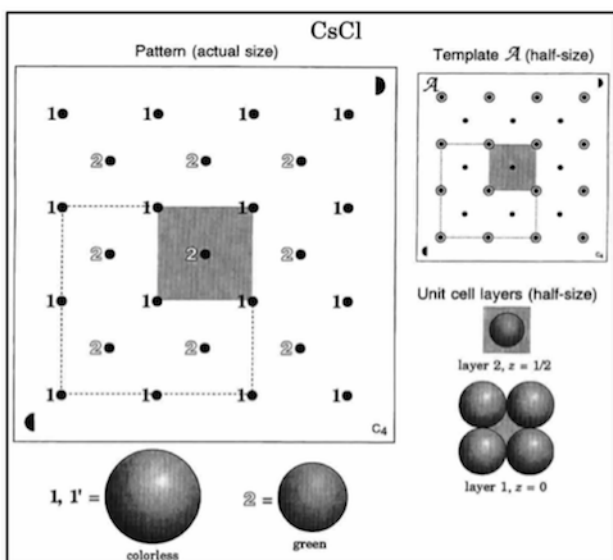 CsCl
Pattern (actual size)
1 1 1 1
2 2 2
1 1 1 1
2 2 2
1 1 1 1
2 2 2
1 1 1 1
C4
1, 1' =
colorless
2 =
green
Template A (half-size)
A
C4
Unit cell layers (half-size)
layer 2, z = 1/2
layer 1, z = 0